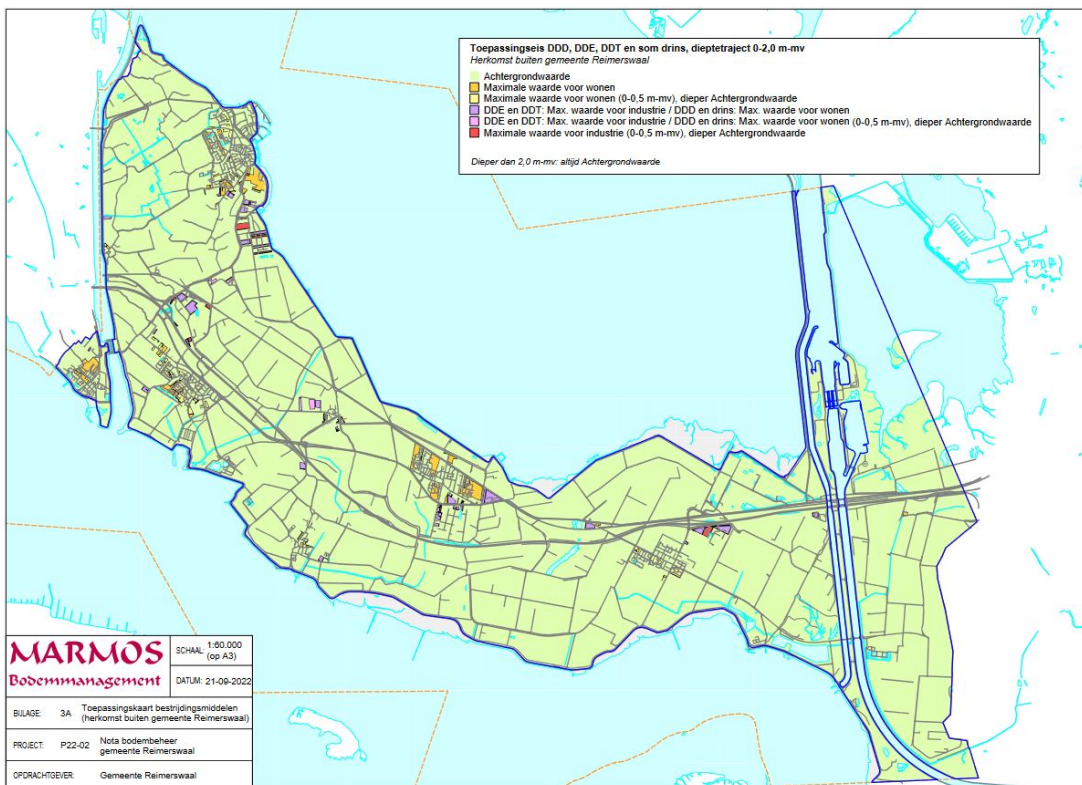 Toepassingseis DDD, DDE, DDT en som drins, dieptetraject 0-2,0 m-mv
Herkomst buiten gemeente Reimerswaal
Achtergrondwaarde
Maximale waarde voor wonen
Maximale waarde voor wonen (0-0,5 m-mv), dieper Achtergrondwaarde
DDE en DDT: Max. waarde voor industrie / DDD en drins: Max. waarde voor wonen
DDE en DDT: Max. waarde voor industrie / DDD en drins: Max. waarde voor wonen (0-0,5 m-mv), dieper Achtergrondwaarde
Maximale waarde voor industrie (0-0,5 m-mv), dieper Achtergrondwaarde
Dieper dan 2,0 m-mv: altijd Achtergrondwaarde
MARMOS
Bodemmanagement
SCHAAL: 1:60.000
(op A3)
DATUM: 21-09-2022
BIJLAGE: 3A Toepassingskaart bestrijdingsmiddelen
(herkomst buiten gemeente Reimerswaal)
PROJECT: P22-02 Nota bodembeheer
gemeente Reimerswaal
OPDRACHTGEVER: Gemeente Reimerswaal